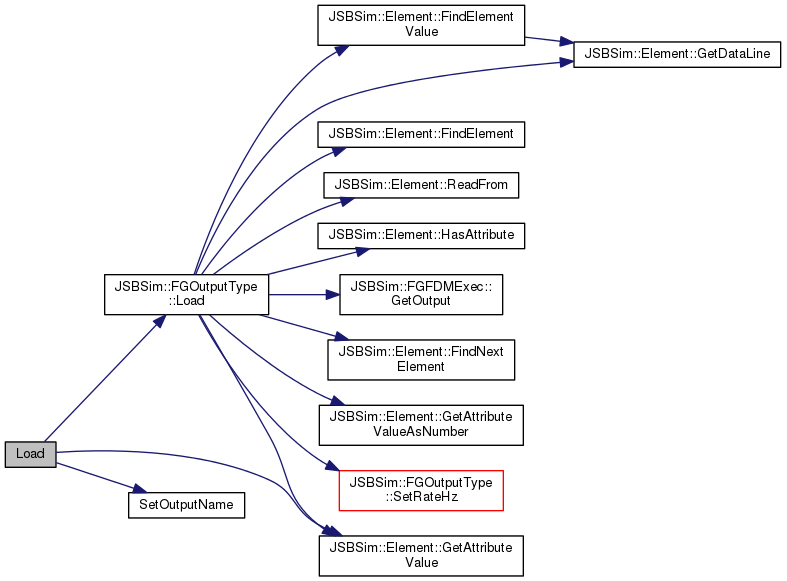 JSBSim::Element::FindElement
Value
JSBSim::Element::GetDataLine
JSBSim::Element::FindElement
JSBSim::Element::ReadFrom
JSBSim::Element::HasAttribute
JSBSim::FGOutputType
::Load
JSBSim::FGFDMExec::
GetOutput
JSBSim::Element::FindNext
Element
JSBSim::Element::GetAttribute
ValueAsNumber
Load
JSBSim::FGOutputType
::SetRateHz
SetOutputName
JSBSim::Element::GetAttribute
Value